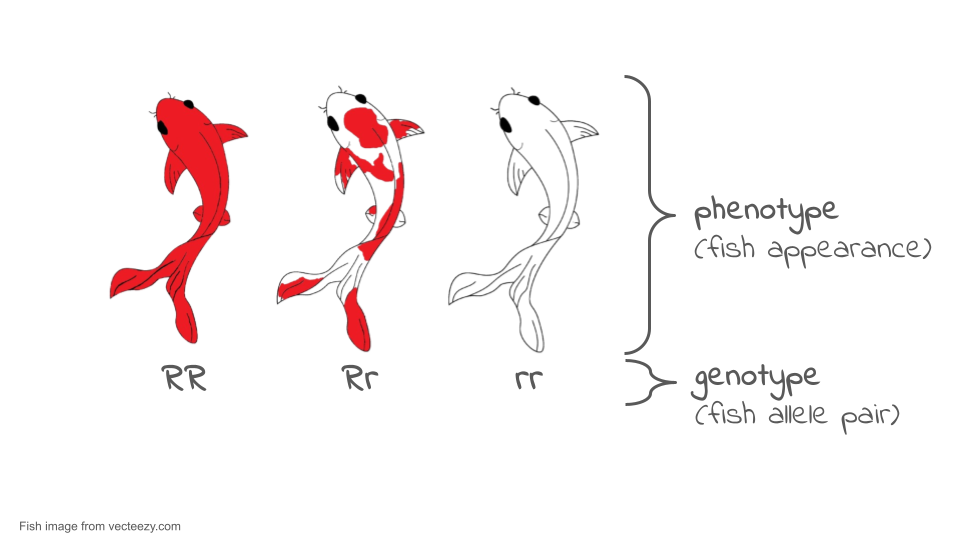 phenotype
(fish appearance)
RR Rr rr
genotype
(fish allele pair)
Fish image from vecteezy.com